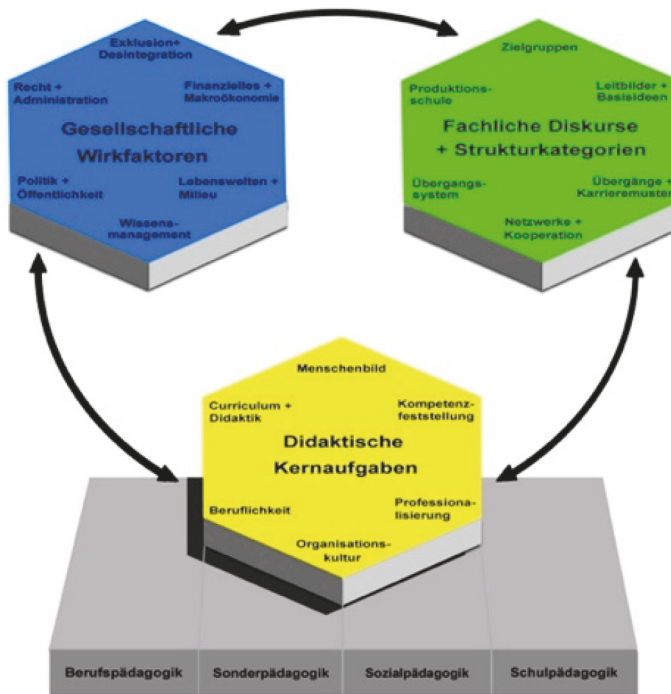 Exklusion+
Desintegration
Recht +
Administration
Finanzielles +
Makroökonomie
Gesellschaftliche
Wirkfaktoren
Politik +
Öffentlichkeit
Lebenswelten +
Milieu
Wissens-
management
Zielgruppen
Produktions-
schule
Leitbilder +
Basisideen
Fachliche Diskurse
+ Strukturkategorien
Übergangs-
system
Übergänge +
Karrieremuster
Netzwerke +
Kooperation
Menschenbild
Curriculum +
Didaktik
Kompetenz-
feststellung
Didaktische
Kernaufgaben
Beruflichkeit
Professiona-
lisierung
Organisations-
kultur
Berufspädagogik
Sonderpädagogik
Sozialpädagogik
Schulpädagogik